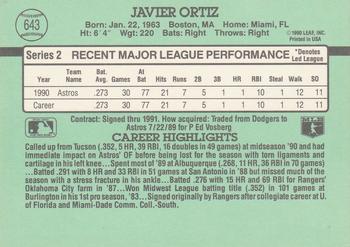 643
JAVIER ORTIZ
Born: Jan. 22, 1963 Boston, MA Home: Miami, FL
Ht: 6'4" Wgt: 220 Bats: Right Throws: Right
© 1990 LEAF, INC.
Printed in USA
Series 2 RECENT MAJOR LEAGUE PERFORMANCE *Denotes Led League
Bat. Avg. Games At Bats Hits Runs 2B 3B HR RBI Steal Walk SO
1990 Astros .273 30 77 21 7 5 1 1 10 1 12 11
Career .273 30 77 21 7 5 1 1 10 1 12 11
Contract: Signed thru 1991. How acquired: Traded from Dodgers to
Astros 7/22/89 for P Ed Vosberg
CAREER HIGHLIGHTS
Called up from Tucson (.352, 5 HR, 39 RBI, 16 doubles in 49 games) at midseason '90 and had
immediate impact on Astros' OF before being lost for the season with torn ligaments and
cartilage in his left knee...Spent most of '89 at Albuquerque (.268, 11 HR, 36 RBI in 70 games)
...Batted .291 with 8 HR and 33 RBI in 51 games at San Antonio in '88 but missed much of the
season with a stress fracture in his ankle...Batted .276 with 15 HR and 69 RBI for Rangers'
Oklahoma City farm in '87...Won Midwest League batting title (.352) in 101 games at
Burlington in his 1st pro season, '83...Signed originally by Rangers after collegiate career at U.
of Florida and Miami-Dade Comm. Coll.-South.